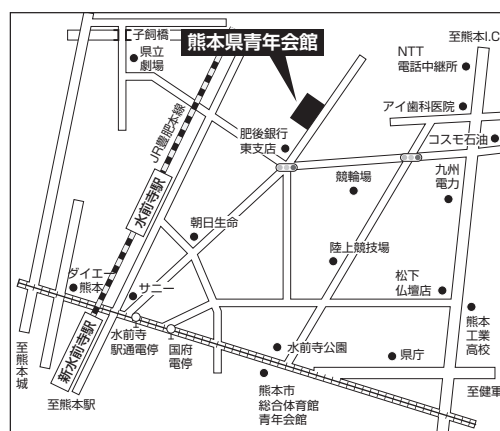 子飼橋
県立
劇場
熊本県青年会館
至熊本I.C
NTT
電話中継所
アイ歯科医院
コスモ石油
JR豊肥本線
肥後銀行
東支店
九州
電力
競輪場
水前寺駅
朝日生命
陸上競技場
ダイエー
熊本
サニー
松下
仏壇店
新水前寺駅
水前寺
駅通電停
国府
電停
水前寺公園
県庁
熊本
工業
高校
至熊本城
至熊本駅
熊本市
総合体育館
青年会館
至健軍